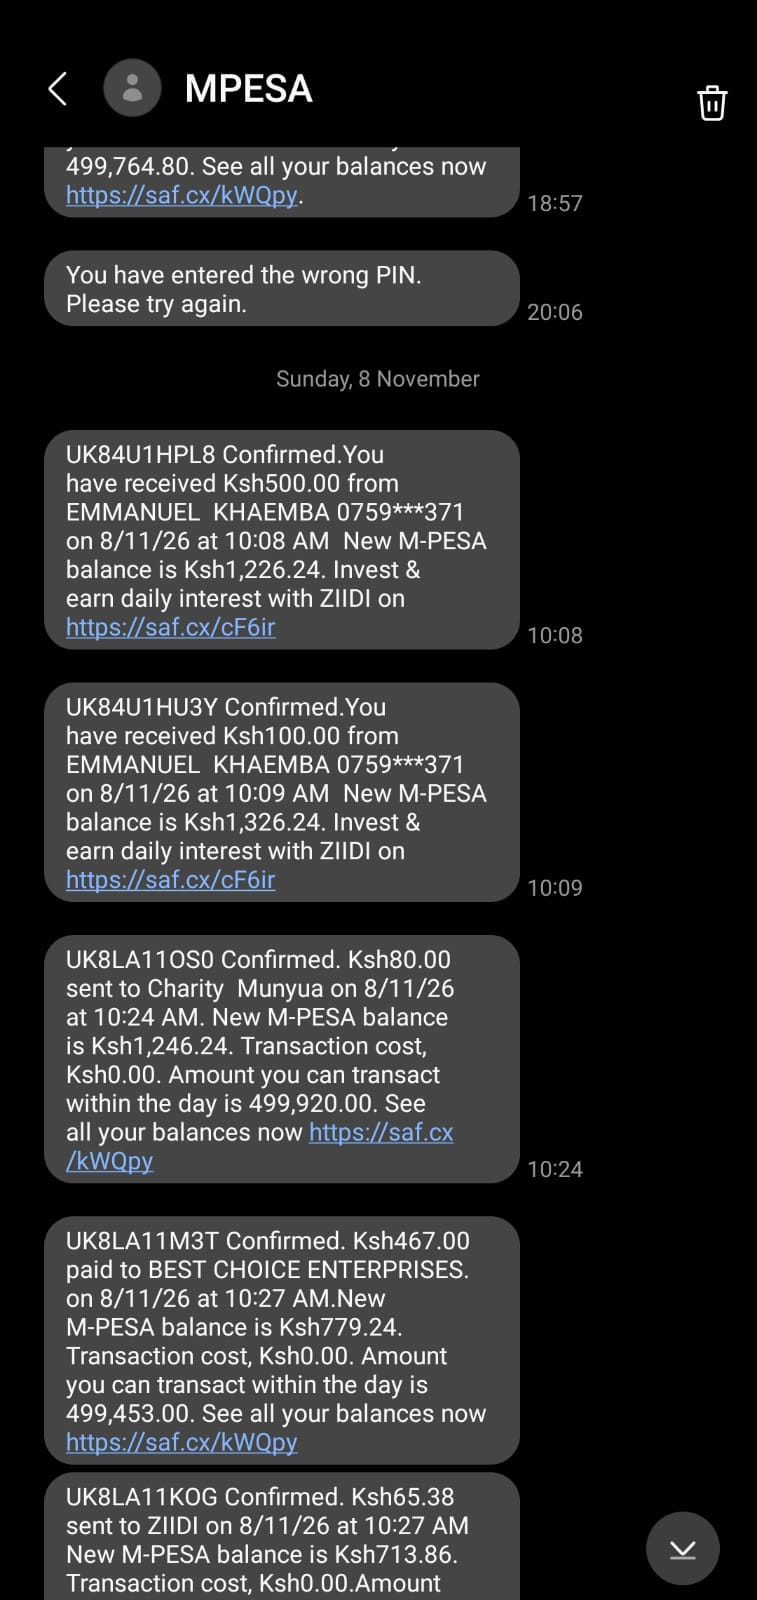 MPESA
499,764.80. See all your balances now
https://saf.cx/kWQpy.
18:57
You have entered the wrong PIN.
Please try again.
20:06
Sunday, 8 November
UK84U1HPL8 Confirmed.You
have received Ksh500.00 from
EMMANUEL  KHAEMBA 0759***371
on 8/11/26 at 10:08 AM  New M-PESA
balance is Ksh1,226.24. Invest &
earn daily interest with ZIIDI on
https://saf.cx/cF6ir
10:08
UK84U1HU3Y Confirmed.You
have received Ksh100.00 from
EMMANUEL  KHAEMBA 0759***371
on 8/11/26 at 10:09 AM  New M-PESA
balance is Ksh1,326.24. Invest &
earn daily interest with ZIIDI on
https://saf.cx/cF6ir
10:09
UK8LA11OS0 Confirmed. Ksh80.00
sent to Charity  Munyua on 8/11/26
at 10:24 AM. New M-PESA balance
is Ksh1,246.24. Transaction cost,
Ksh0.00. Amount you can transact
within the day is 499,920.00. See
all your balances now https://saf.cx
/kWQpy
10:24
UK8LA11M3T Confirmed. Ksh467.00
paid to BEST CHOICE ENTERPRISES.
on 8/11/26 at 10:27 AM.New
M-PESA balance is Ksh779.24.
Transaction cost, Ksh0.00. Amount
you can transact within the day is
499,453.00. See all your balances now
https://saf.cx/kWQpy
UK8LA11KOG Confirmed. Ksh65.38
sent to ZIIDI on 8/11/26 at 10:27 AM
New M-PESA balance is Ksh713.86.
Transaction cost, Ksh0.00.Amount